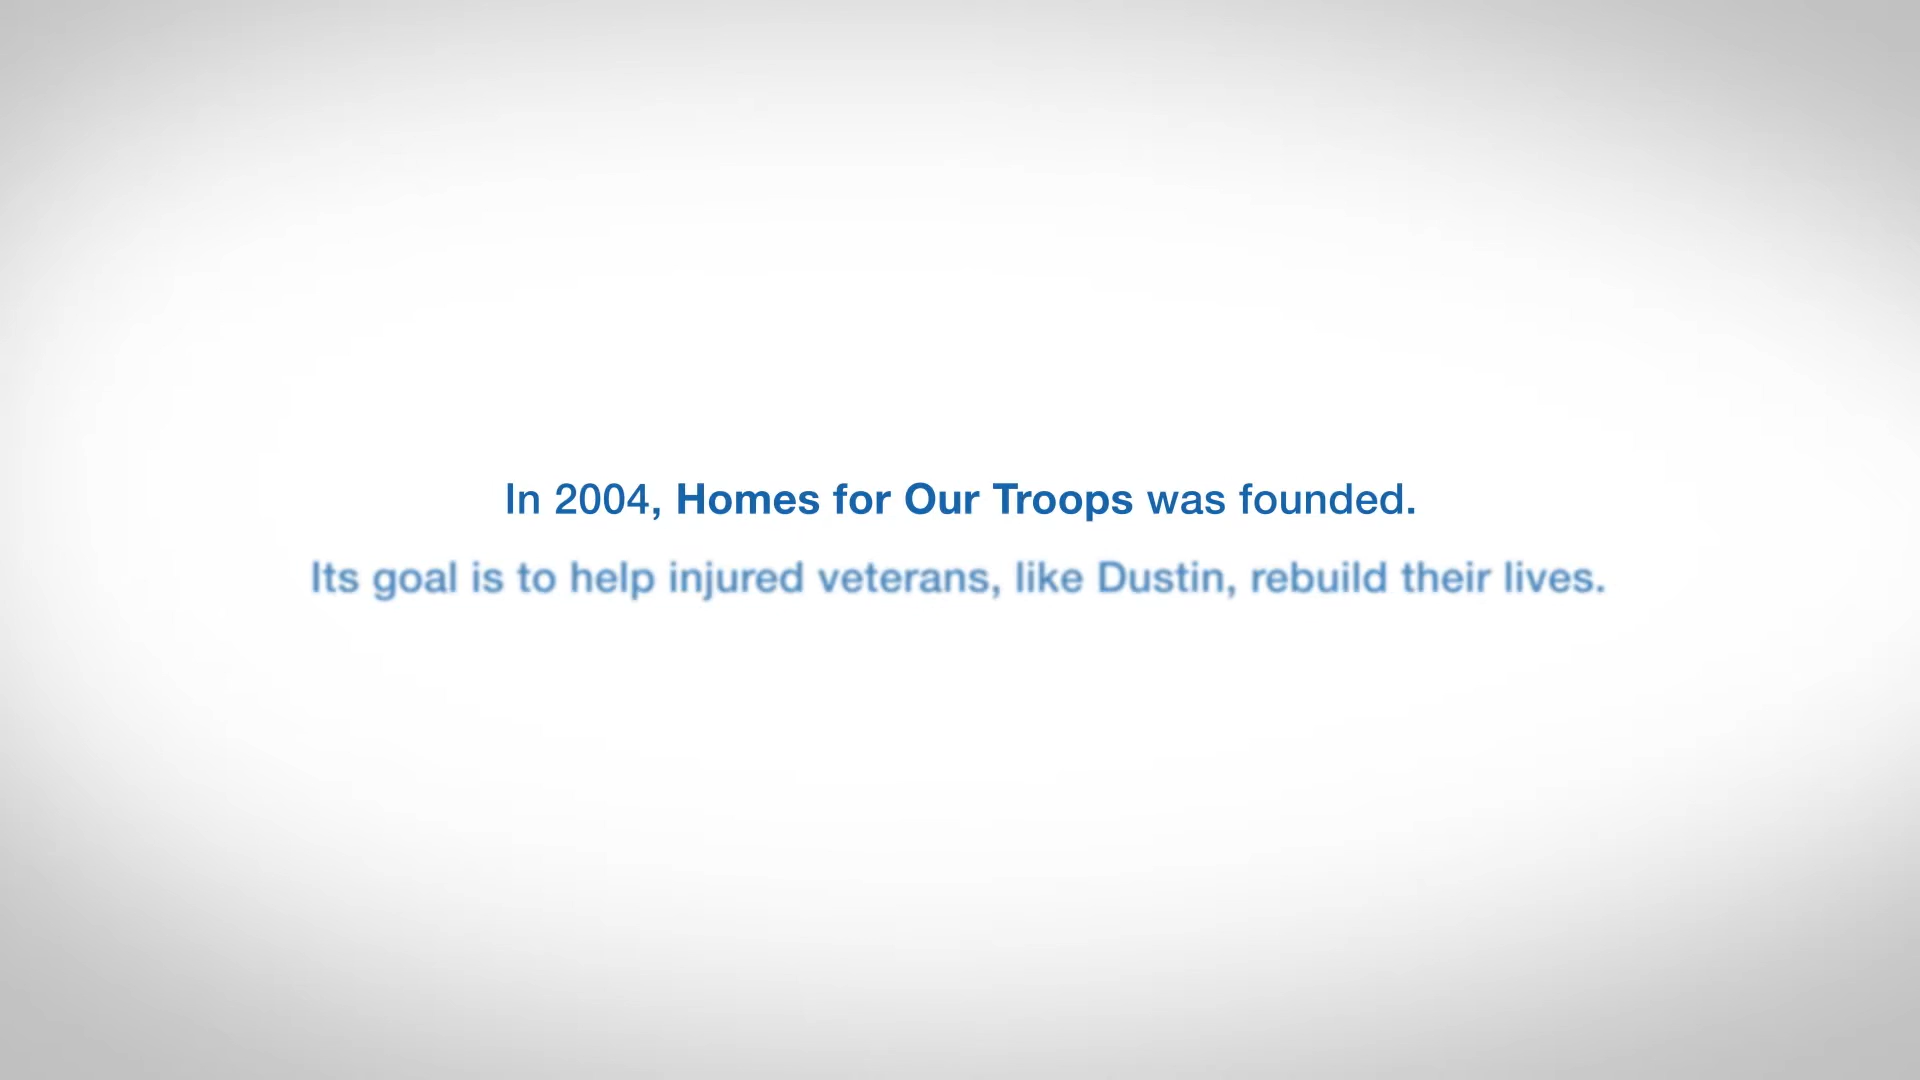 In 2004, Homes for Our Troops was founded.
Its goal is to help injured veterans, like Dustin, rebuild their lives.